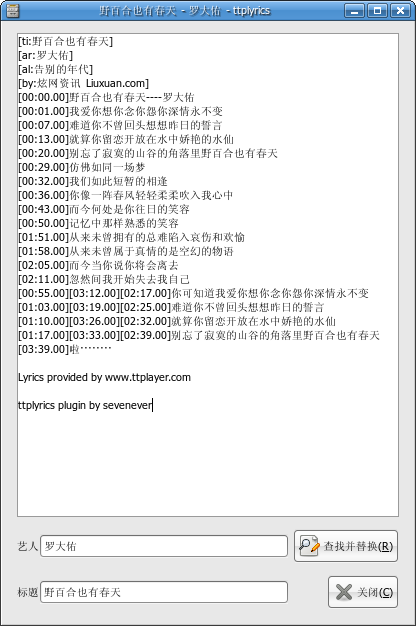 野百合也有春天 - 罗大佑 - ttplyrics
[ti:野百合也有春天]
[ar:罗大佑]
[al:告别的年代]
[by:炫网资讯 Liuxuan.com]
[00:00.00]野百合也有春天----罗大佑
[00:01.00]我爱你想你念你怨你深情永不变
[00:07.00]难道你不曾回头想想昨日的誓言
[00:13.00]就算你留恋开放在水中娇艳的水仙
[00:20.00]别忘了寂寞的山谷的角落里野百合也有春天
[00:29.00]仿佛如同一场梦
[00:32.00]我们如此短暂的相逢
[00:36.00]你像一阵春风轻轻柔柔吹入我心中
[00:43.00]而今何处是你往日的笑容
[00:50.00]记忆中那样熟悉的笑容
[01:51.00]从来未曾拥有的总难陷入哀伤和欢愉
[01:58.00]从来未曾属于真情的是空幻的物语
[02:05.00]而今当你说你将会离去
[02:11.00]忽然间我开始失去我自己
[00:55.00][03:12.00][02:17.00]你可知道我爱你想你念你怨你深情永不变
[01:03.00][03:19.00][02:25.00]难道你不曾回头想想昨日的誓言
[01:10.00][03:26.00][02:32.00]就算你留恋开放在水中娇艳的水仙
[01:17.00][03:33.00][02:39.00]别忘了寂寞的山谷的角落里野百合也有春天
[03:39.00]啦········
Lyrics provided by www.ttplayer.com
ttplyrics plugin by sevenever
艺人 罗大佑 查找并替换(R)
标题 野百合也有春天 关闭(C)